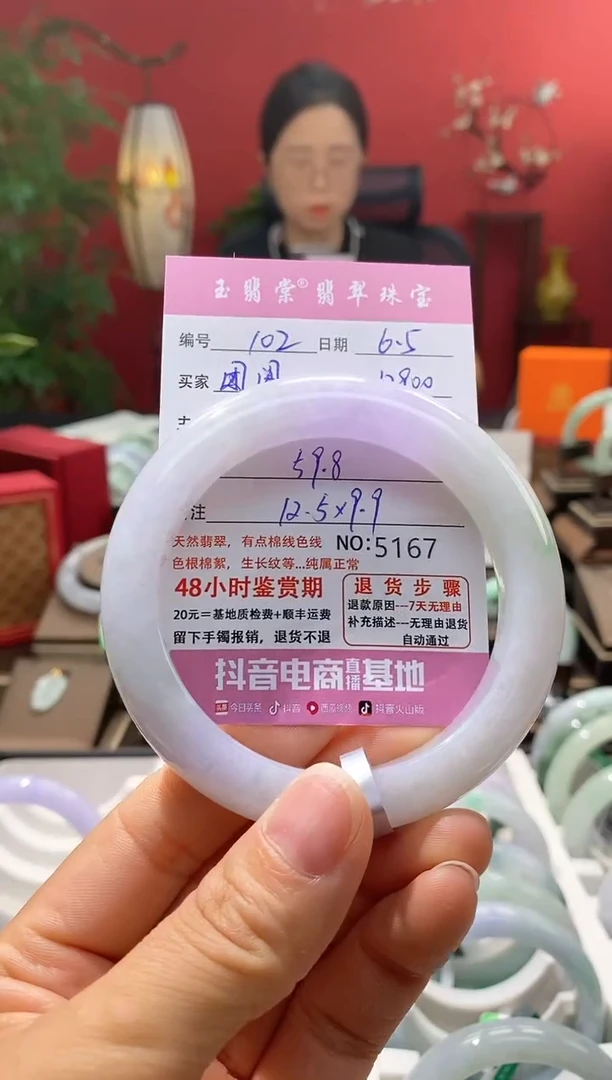 玉翡棠®翡翠珠宝
编号 102 日期 6.5
买家 圆圆 12800
59.8
注 12.5×9.9
天然翡翠，有点棉线色线 NO:5167
色根棉絮，生长纹等...纯属正常
48小时鉴赏期
20元=基地质检费+顺丰运费
留下手镯报销，退货不退
退货步骤
退款原因---7天无理由
补充描述---无理由退货
自动通过
抖音电商直播基地
头条 今日头条 抖音 西瓜视频 抖音火山版